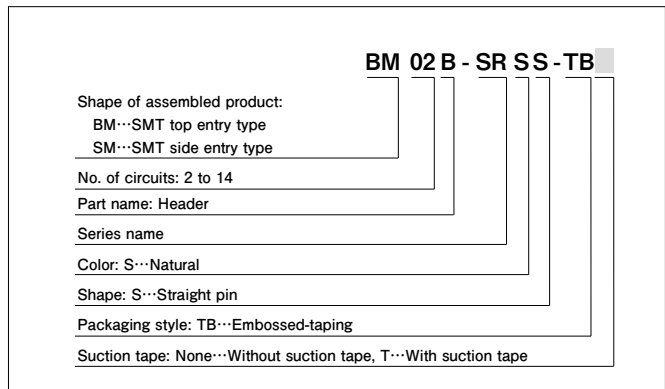 BM 02 B - SR S S - TB
Shape of assembled product:
BM···SMT top entry type
SM···SMT side entry type
No. of circuits: 2 to 14
Part name: Header
Series name
Color: S···Natural
Shape: S···Straight pin
Packaging style: TB···Embossed-taping
Suction tape: None···Without suction tape, T···With suction tape